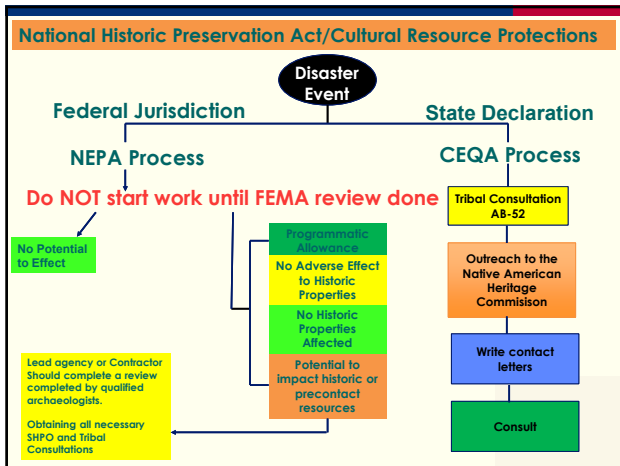 National Historic Preservation Act/Cultural Resource Protections
Disaster
Event
Federal Jurisdiction
State Declaration
NEPA Process
CEQA Process
Do NOT start work until FEMA review done
Tribal Consultation
AB-52
No Potential
to Effect
Programmatic
Allowance
No Adverse Effect
to Historic
Properties
No Historic
Properties
Affected
Potential to
impact historic or
precontact
resources
Outreach to the
Native American
Heritage
Commisison
Write contact
letters
Consult
Lead agency or Contractor
Should complete a review
completed by qualified
archaeologists.
Obtaining all necessary
SHPO and Tribal
Consultations